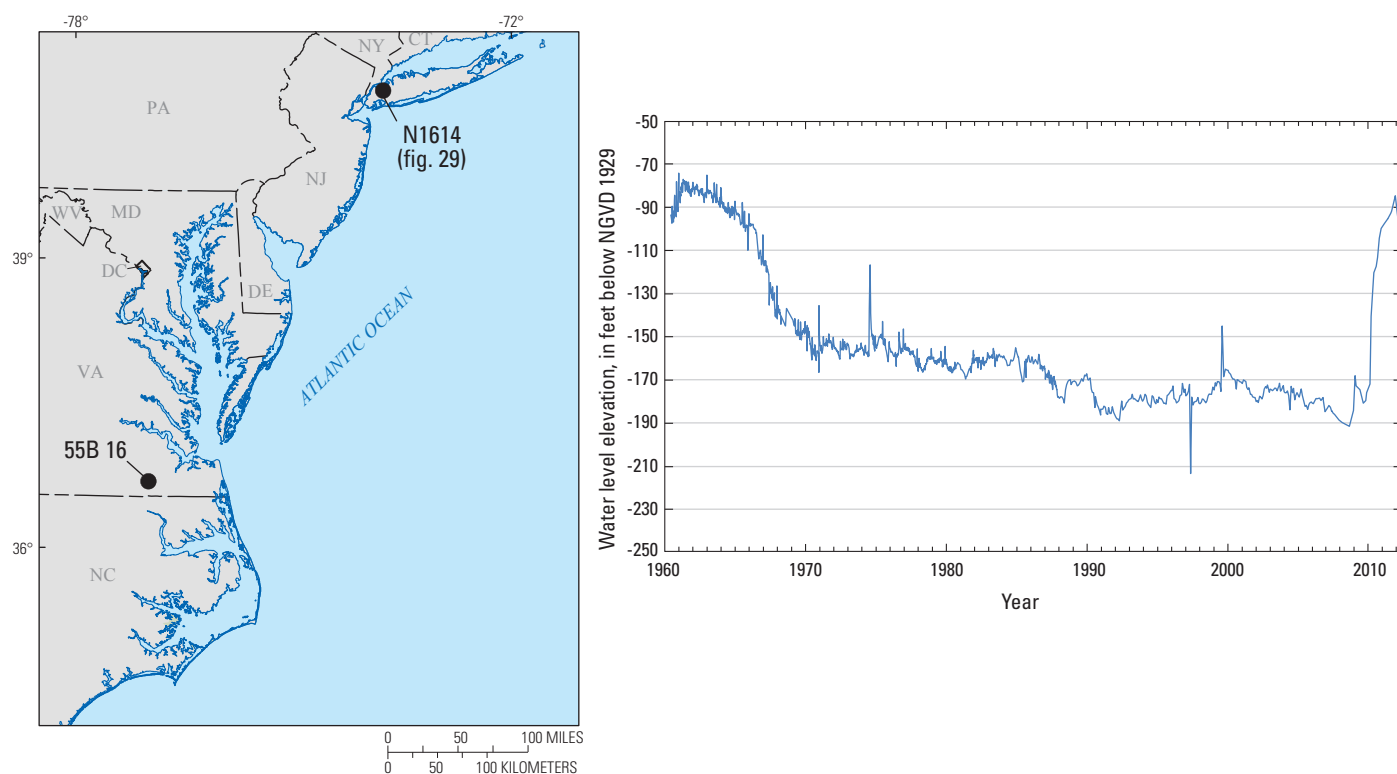 -78°
-72°
NY
CT
PA
N1614
(fig. 29)
NJ
WV
MD
39°
DC
DE
ATLANTIC OCEAN
VA
55B 16
36°
NC
0 50 100 MILES
0 50 100 KILOMETERS
Water level elevation, in feet below NGVD 1929
-50
-70
-90
-110
-130
-150
-170
-190
-210
-230
-250
1960 1970 1980 1990 2000 2010
Year